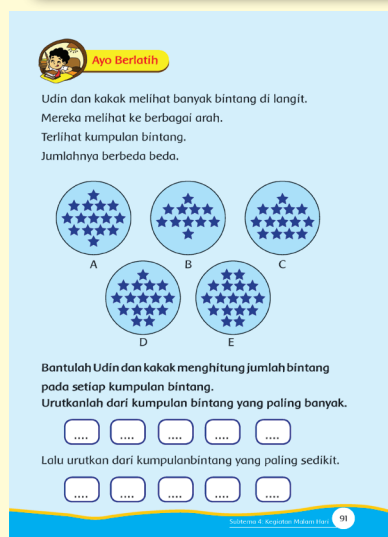 Ayo Berlatih
Udin dan kakak melihat banyak bintang di langit.
Mereka melihat ke berbagai arah.
Terlihat kumpulan bintang.
Jumlahnya berbeda beda.
A
B
C
D
E
Bantulah Udin dan kakak menghitung jumlah bintang
pada setiap kumpulan bintang.
Urutkanlah dari kumpulan bintang yang paling banyak.
.... .... .... .... ....
Lalu urutkan dari kumpulanbintang yang paling sedikit.
.... .... .... .... ....
Subtema 4: Kegiatan Malam Hari 91